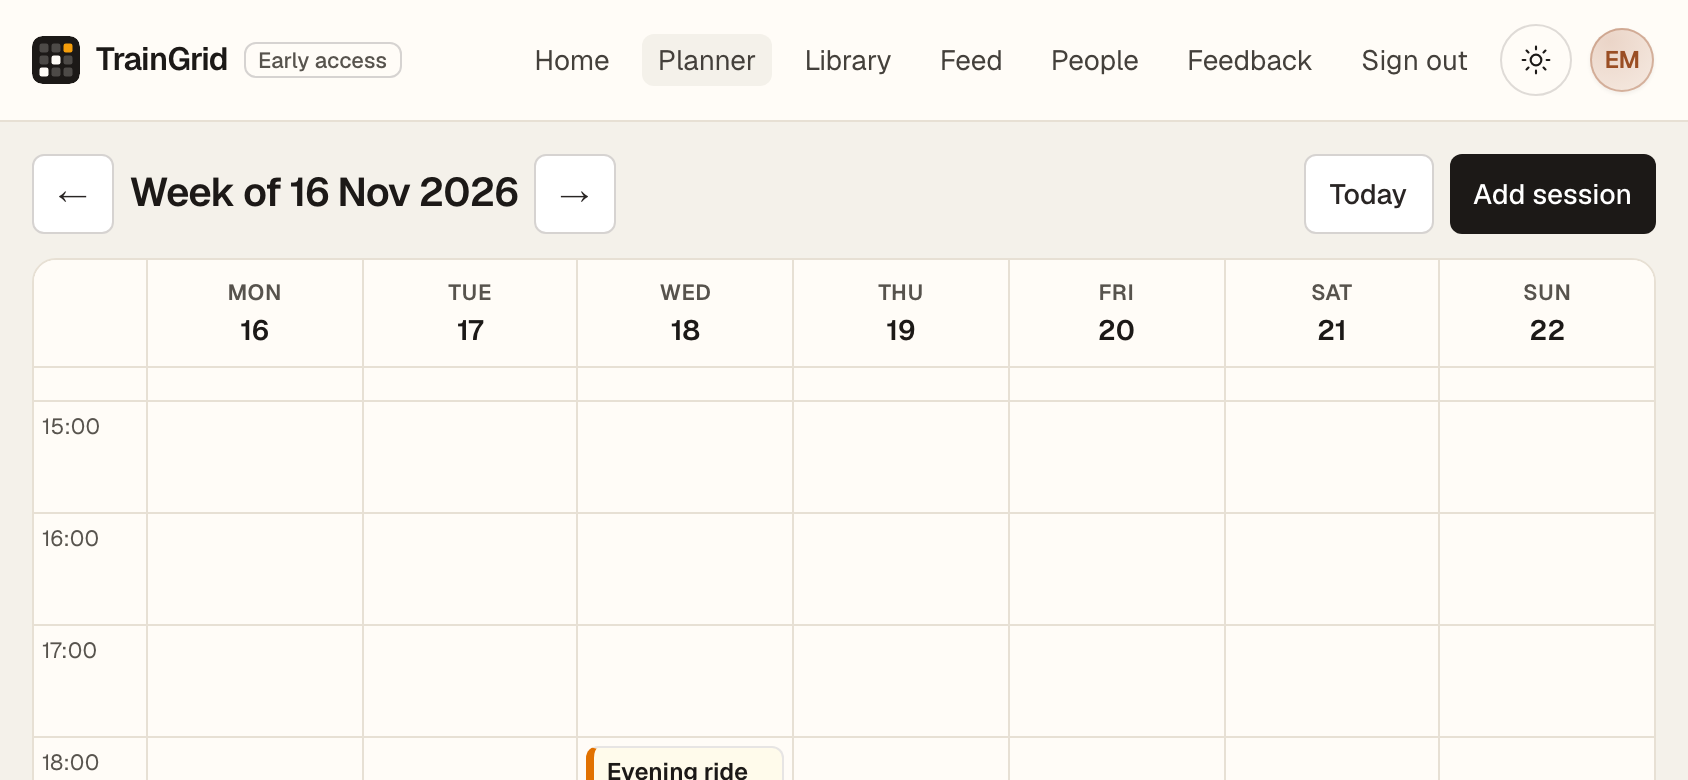 TrainGrid Early access Home Planner Library Feed People Feedback Sign out EM
← Week of 16 Nov 2026 → Today Add session
MON TUE WED THU FRI SAT SUN
16 17 18 19 20 21 22
15:00
16:00
17:00
18:00 Evening ride